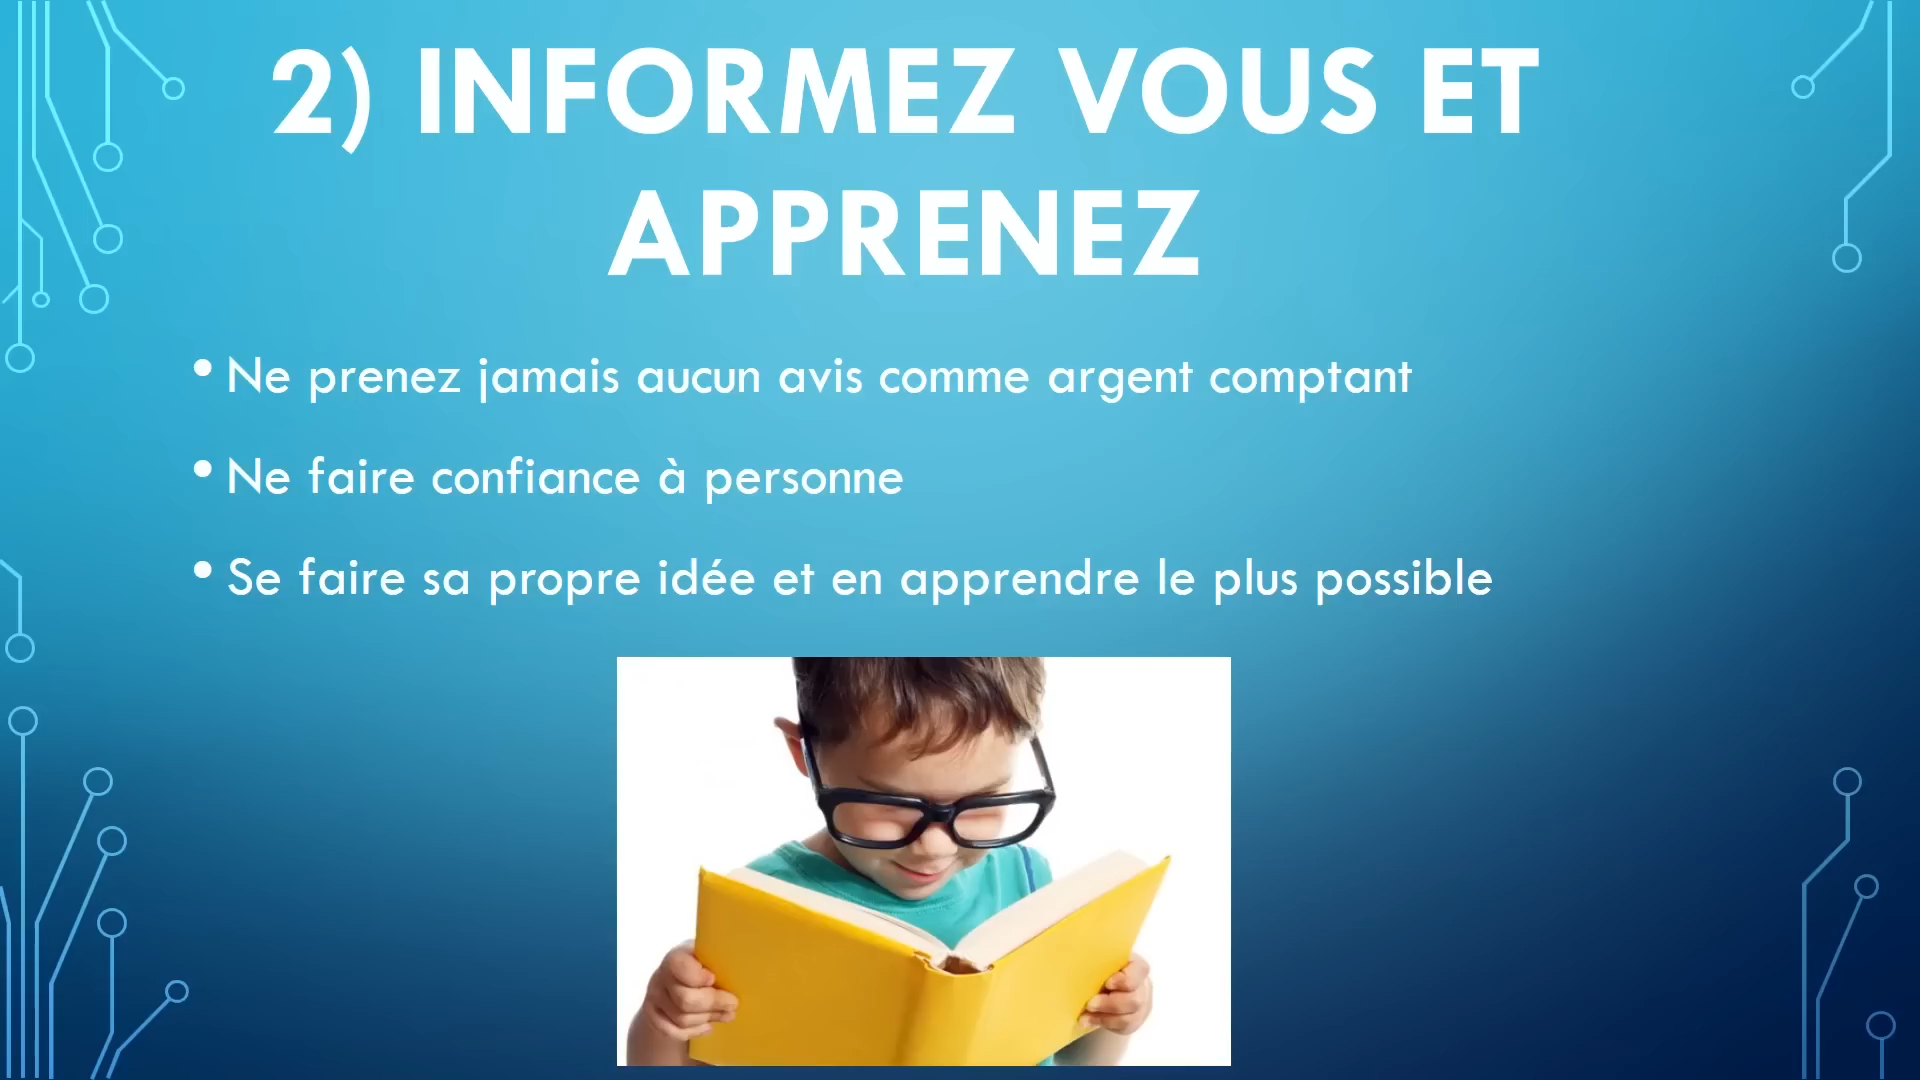 2) INFORMEZ VOUS ET
APPRENEZ
• Ne prenez jamais aucun avis comme argent comptant
• Ne faire confiance à personne
• Se faire sa propre idée et en apprendre le plus possible